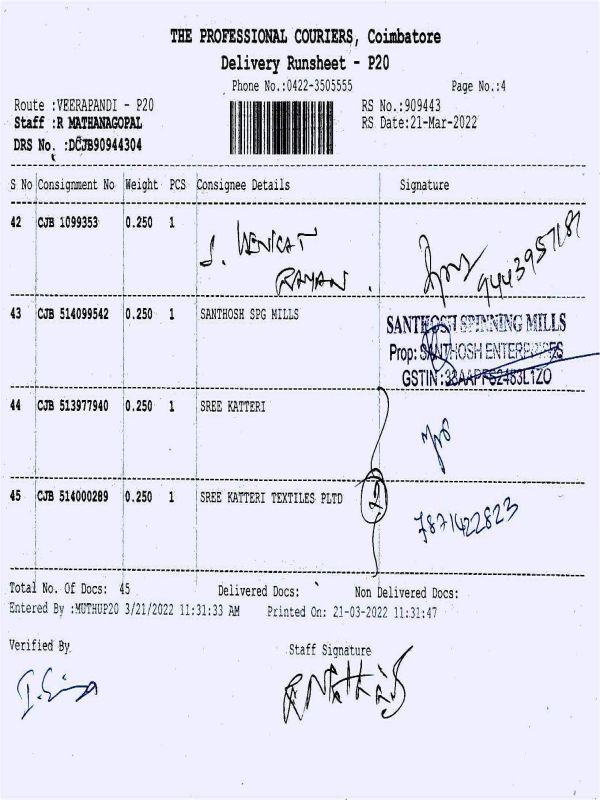 THE PROFESSIONAL COURIERS, Coimbatore
Delivery Runsheet - P20
Phone No.:0422-3505555 Page No.:4
Route :VEERAPANDI - P20 RS No.:909443
Staff :R MATHANAGOPAL RS Date:21-Mar-2022
DRS No. :DCJB90944304
S No Consignment No Weight PCS Consignee Details Signature
42 CJB 1099353 0.250 1 J. VENKAT
RAMAN. 9443957187
43 CJB 514099542 0.250 1 SANTHOSH SPG MILLS SANTHOSH SPINNING MILLS
Prop: SANTHOSH ENTERPRISES
GSTIN
44 CJB 513977940 0.250 1 SREE KATTERI
45 CJB 514000289 0.250 1 SREE KATTERI TEXTILES PLTD 2 7871422823
Total No. Of Docs: 45 Delivered Docs: Non Delivered Docs:
Entered By :MUTHUP20 3/21/2022 11:31:33 AM Printed On: 21-03-2022 11:31:47
Verified By Staff Signature